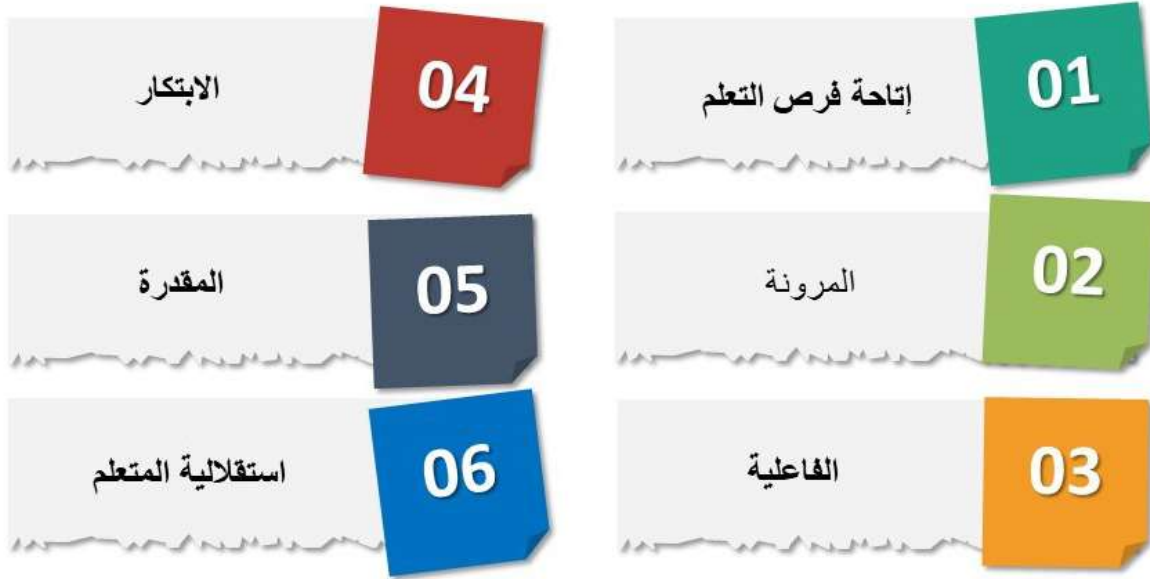 01
إتاحة فرص التعلم
02
المرونة
03
الفاعلية
04
الابتكار
05
المقدرة
06
استقلالية المتعلم